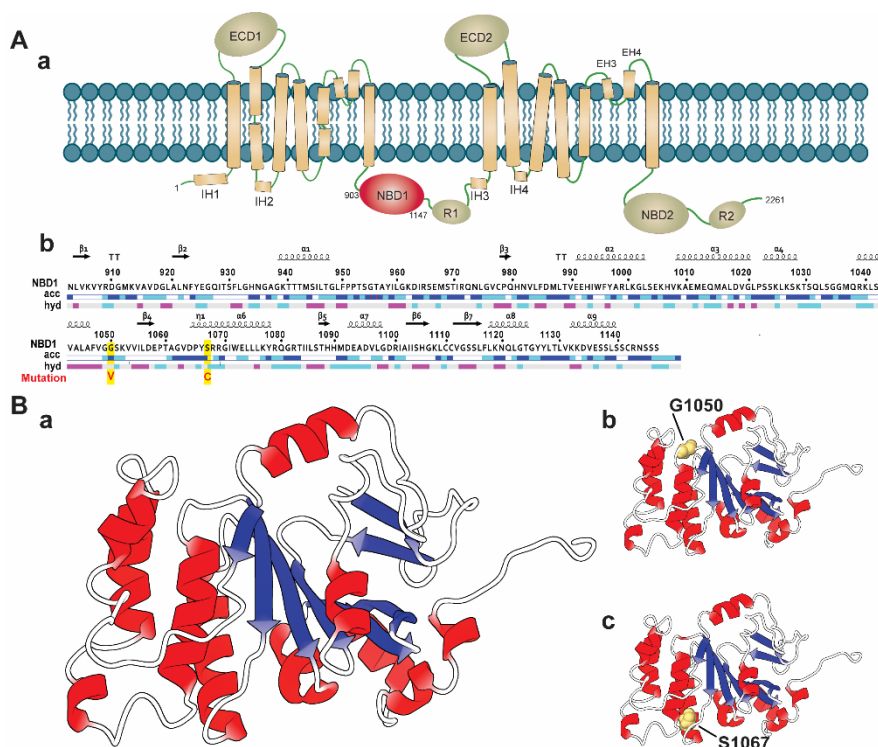 A
a
ECD1
ECD2
EH3
EH4
1
IH1
IH2
903
NBD1
1147
R1
IH3
IH4
NBD2
R2
2261
b
β1 TT β2 α1 β3 TT α2 α3 α4
910 920 930 940 950 960 970 980 990 1000 1010 1020 1030 1040
NBD1 NLVKVYRDGMKVAVDGLALNFYEGQITSFLGHNGAGKTTTMSILTGLFPPTSGTAYILGKDIRSEMSTIRQNLGVCPQHNVLFDMLTVEEHIWFYARLKGLSEKHVKAEMEQMALDVGLPSSKLKSKTSQLSGGMQRKLS
acc
hyd
β4 η1 α6 β5 α7 β6 β7 α8 α9
1050 1060 1070 1080 1090 1100 1110 1120 1130 1140
NBD1 VALAFVGGSKVVILDEPTAGVDPYSRRGIWELLLKYRQGRTIILSTHHMDEADVLGDRIAIISHGKLCCVGSSLFLKNQLGTGYYLTLVKKDVESSLSSCRNSSS
acc
hyd
Mutation V C
B
a
b
G1050
c
S1067